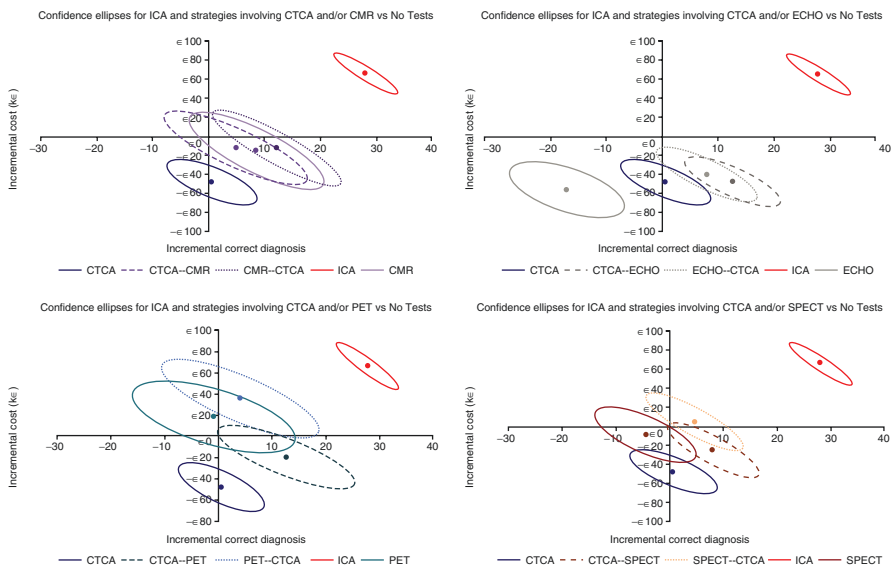 Confidence ellipses for ICA and strategies involving CTCA and/or CMR vs No Tests
Incremental cost (k∈)
∈100
∈80
∈60
∈40
∈20
∈0
−∈20
−∈40
−∈60
−∈80
−∈100
−30 −20 −10 10 20 30 40
Incremental correct diagnosis
CTCA CTCA--CMR CMR--CTCA ICA CMR
Confidence ellipses for ICA and strategies involving CTCA and/or ECHO vs No Tests
Incremental cost (k∈)
∈100
∈80
∈60
∈40
∈20
∈0
−∈20
−∈40
−∈60
−∈80
−∈100
−30 −20 −10 10 20 30 40
Incremental correct diagnosis
CTCA CTCA--ECHO ECHO--CTCA ICA ECHO
Confidence ellipses for ICA and strategies involving CTCA and/or PET vs No Tests
Incremental cost (k∈)
∈100
∈80
∈60
∈40
∈20
∈0
−∈20
−∈40
−∈60
−∈80
−30 −20 −10 10 20 30 40
Incremental correct diagnosis
CTCA CTCA--PET PET--CTCA ICA PET
Confidence ellipses for ICA and strategies involving CTCA and/or SPECT vs No Tests
Incremental cost (k∈)
∈100
∈80
∈60
∈40
∈20
∈0
−∈20
−∈40
−∈60
−∈80
−∈100
−30 −20 −10 10 20 30 40
Incremental correct diagnosis
CTCA CTCA--SPECT SPECT--CTCA ICA SPECT